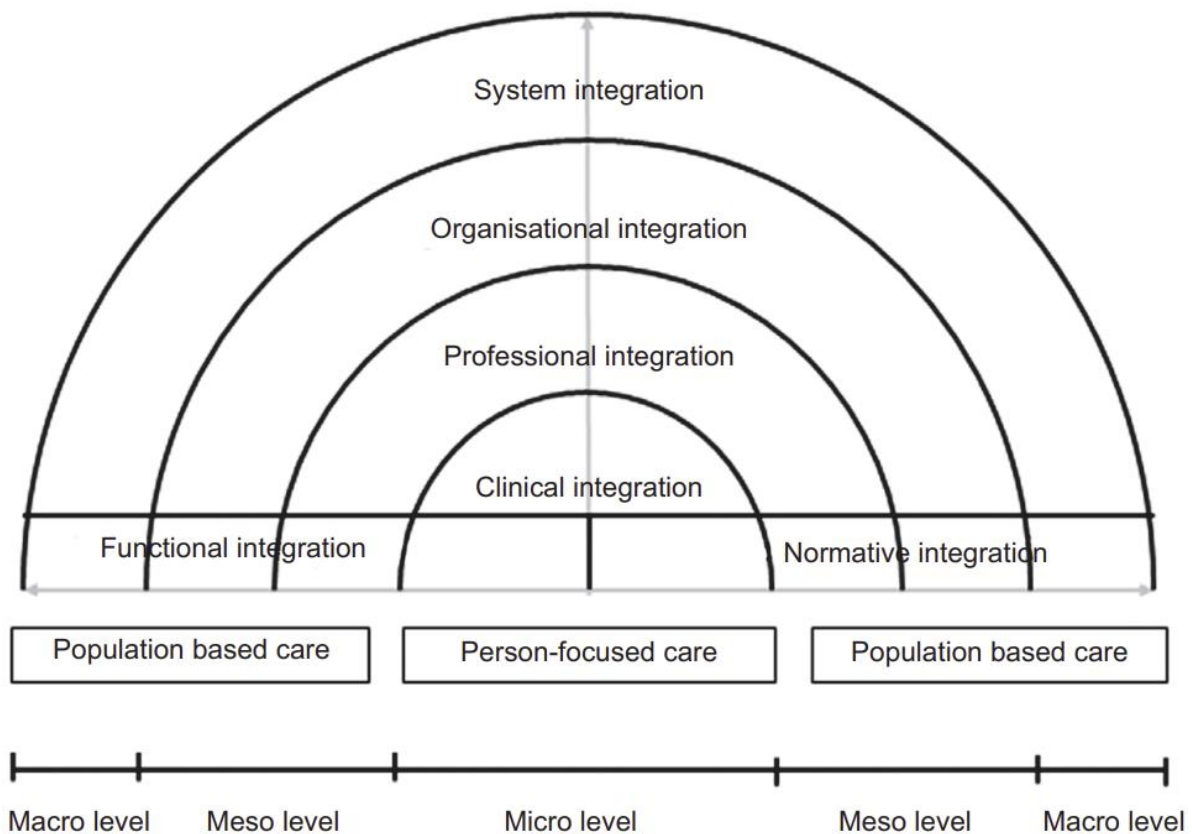 System integration
Organisational integration
Professional integration
Clinical integration
Functional integration
Normative integration
Population based care
Person-focused care
Population based care
Macro level
Meso level
Micro level
Meso level
Macro level